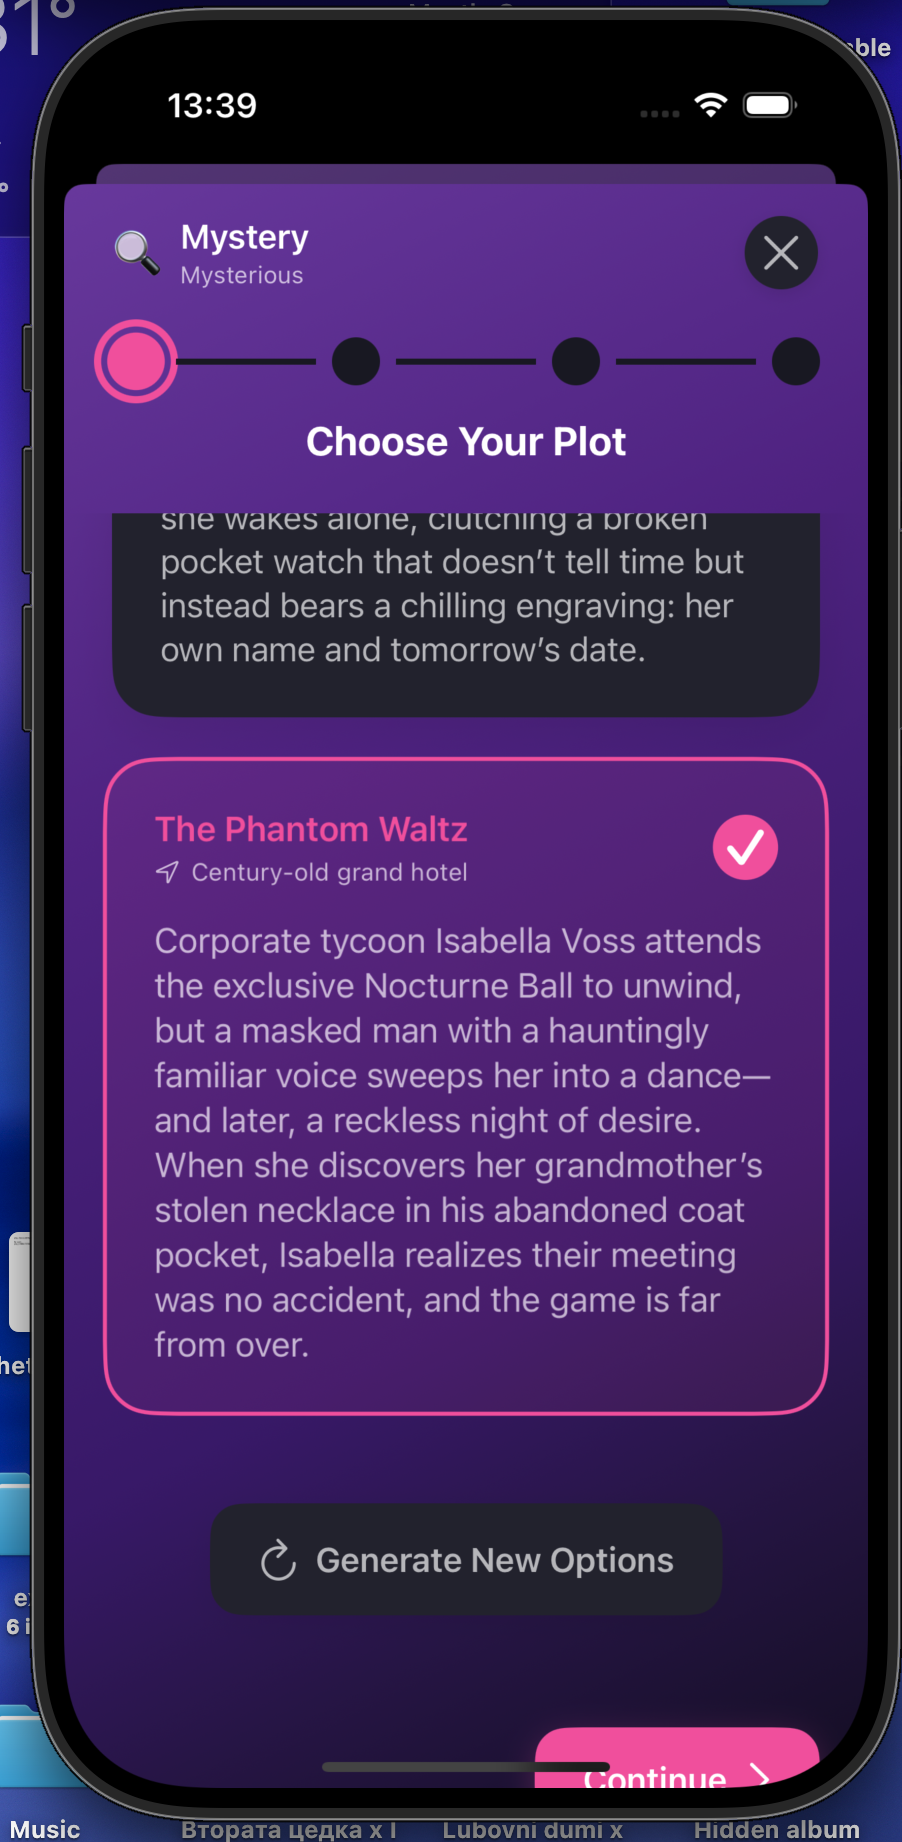 31°
ble
13:39
Mystery
Mysterious
Choose Your Plot
she wakes alone, clutching a broken
pocket watch that doesn’t tell time but
instead bears a chilling engraving: her
own name and tomorrow’s date.
The Phantom Waltz
Century-old grand hotel
Corporate tycoon Isabella Voss attends
the exclusive Nocturne Ball to unwind,
but a masked man with a hauntingly
familiar voice sweeps her into a dance—
and later, a reckless night of desire.
When she discovers her grandmother’s
stolen necklace in his abandoned coat
pocket, Isabella realizes their meeting
was no accident, and the game is far
from over.
het
Generate New Options
6 i
Continue
Music
Втората цедка x I
Lubovni dumi x
Hidden album